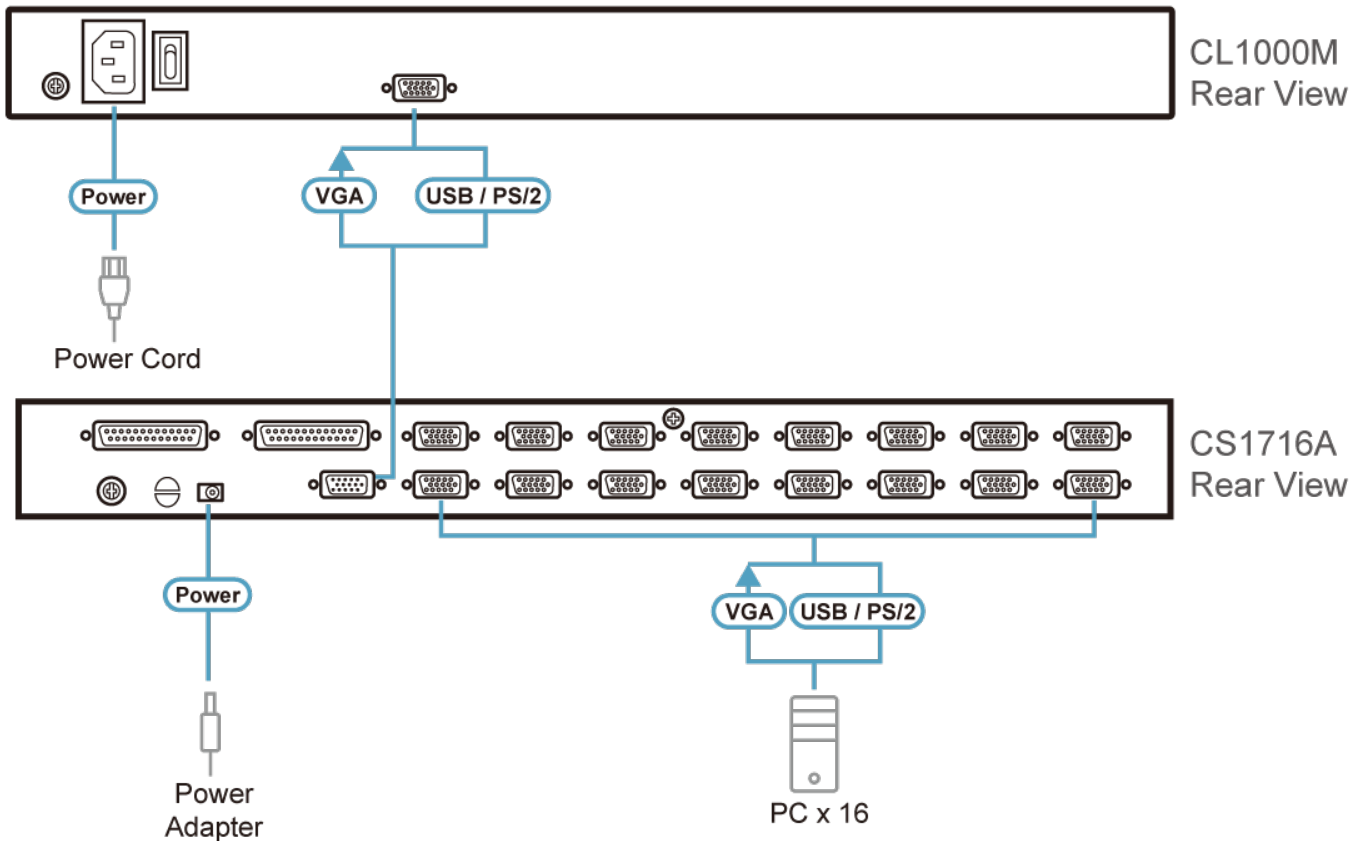 CL1000M
Rear View
Power
VGA
USB / PS/2
Power Cord
CS1716A
Rear View
Power
VGA
USB / PS/2
Power
Adapter
PC x 16